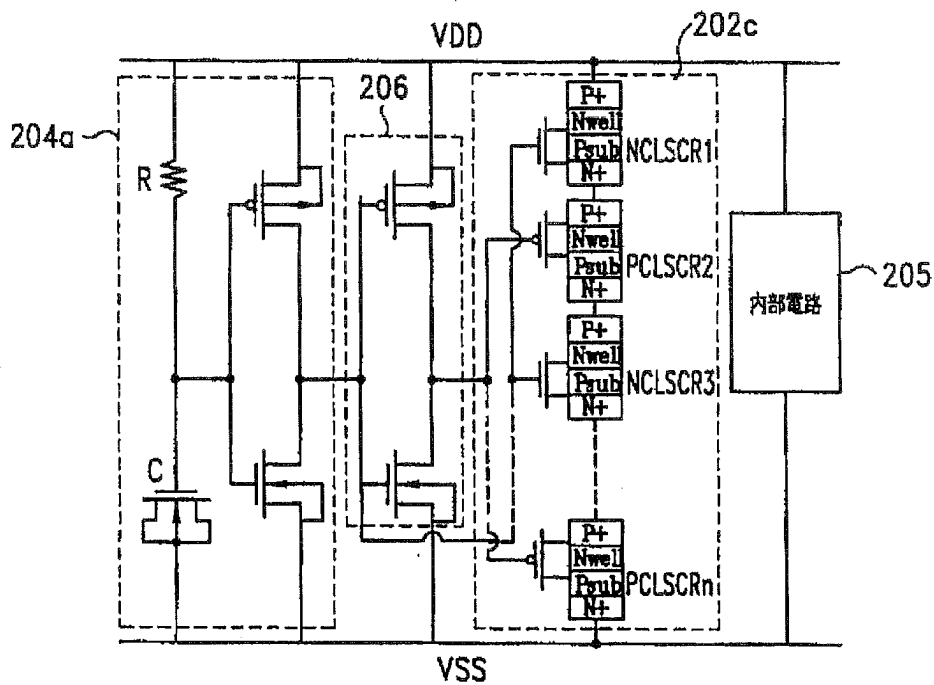 VDD
202c
206
204a
P+
Nwell
Psub
N+
NCLSCR1
R
P+
Nwell
Psub
N+
PCLSCR2
205
内部電路
P+
Nwell
Psub
N+
NCLSCR3
C
P+
Nwell
Psub
N+
PCLSCRn
VSS